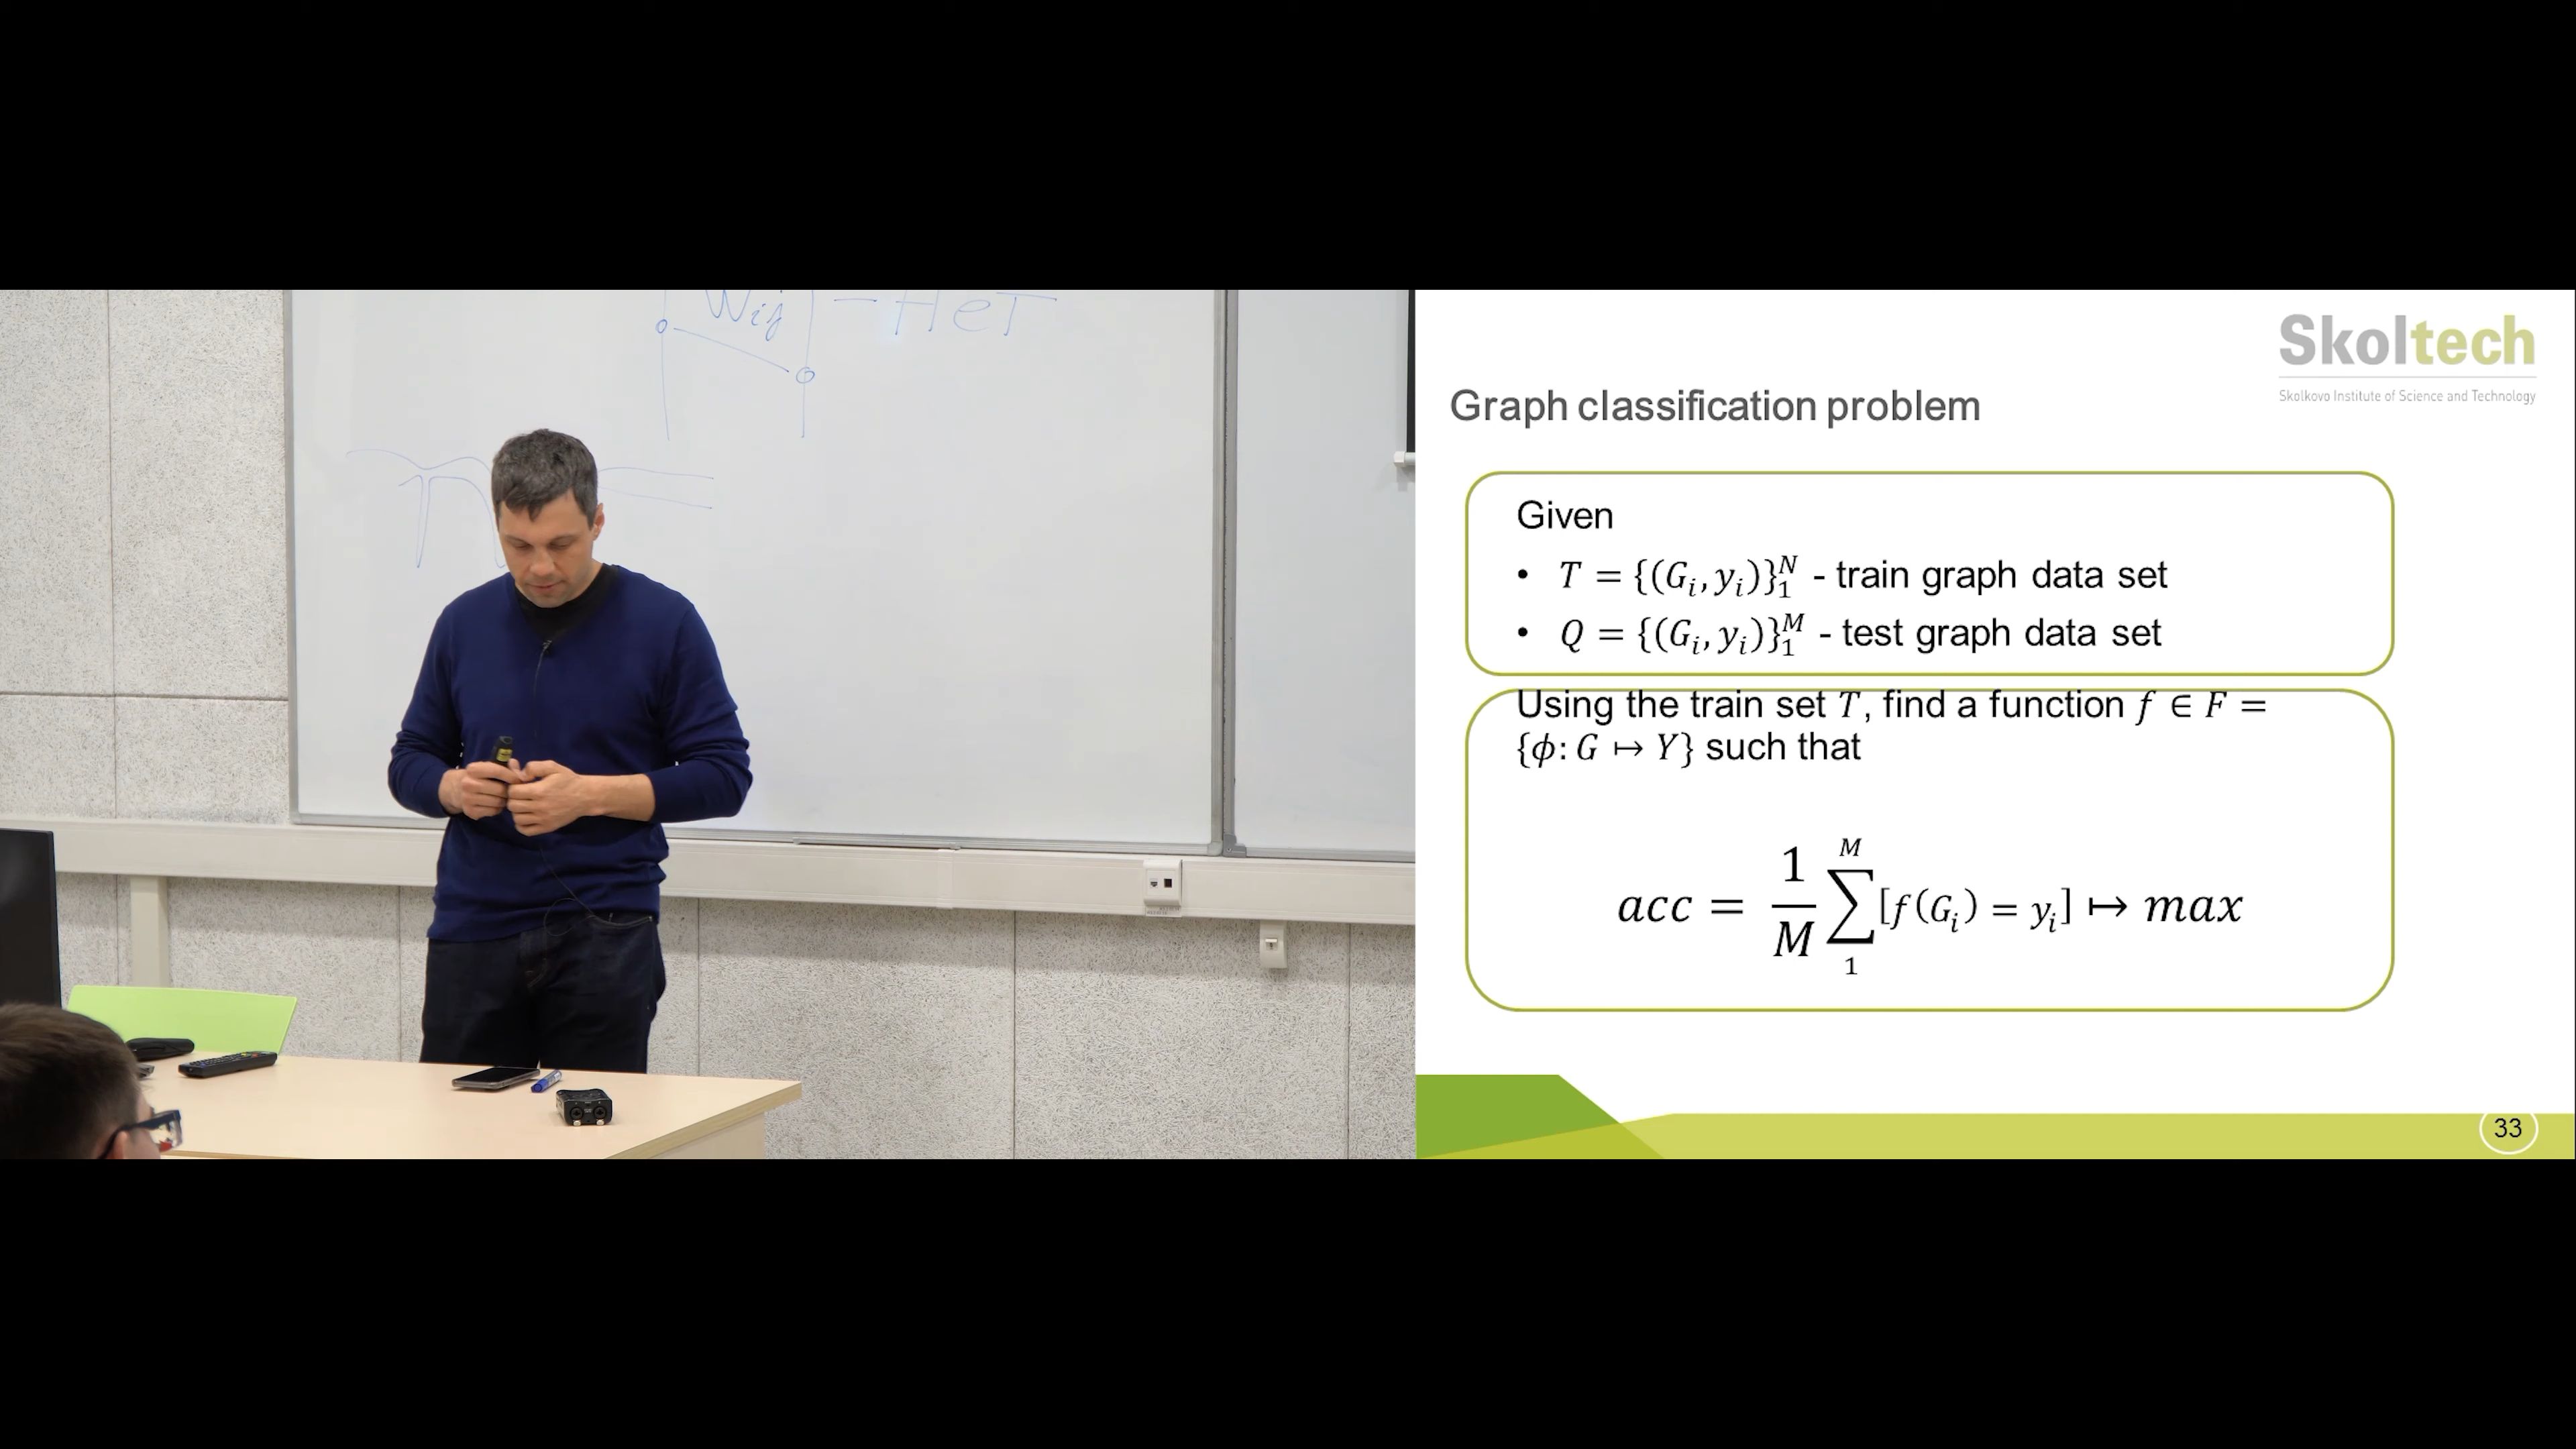 Wij — нет
Skoltech
Skolkovo Institute of Science and Technology
Graph classification problem
Given
• T = {(G_i, y_i)}_1^N - train graph data set
• Q = {(G_i, y_i)}_1^M - test graph data set
Using the train set T, find a function f ∈ F =
{ϕ: G ↦ Y} such that
acc = 1/M ∑_1^M [f(G_i) = y_i] ↦ max
33